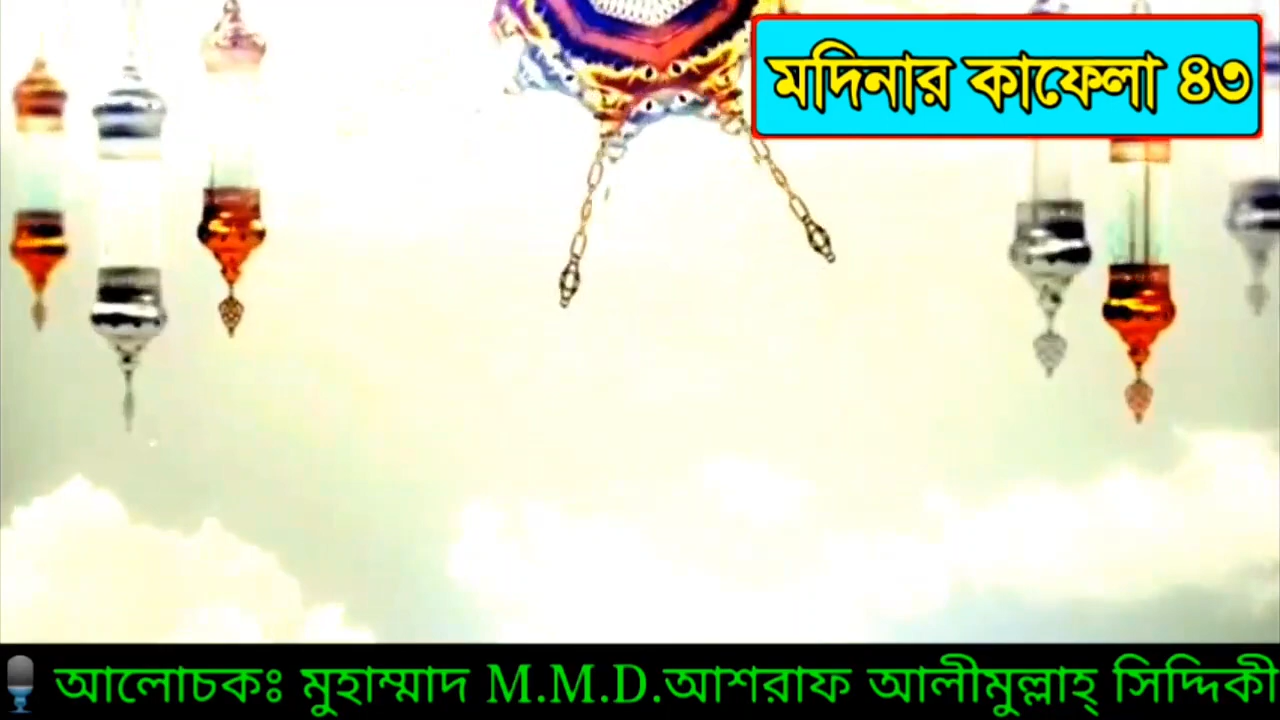 মদিনার কাফেলা ৪৩
আলোচকঃ মুহাম্মাদ M.M.D.আশরাফ আলীমুল্লাহ্ সিদ্দিকী